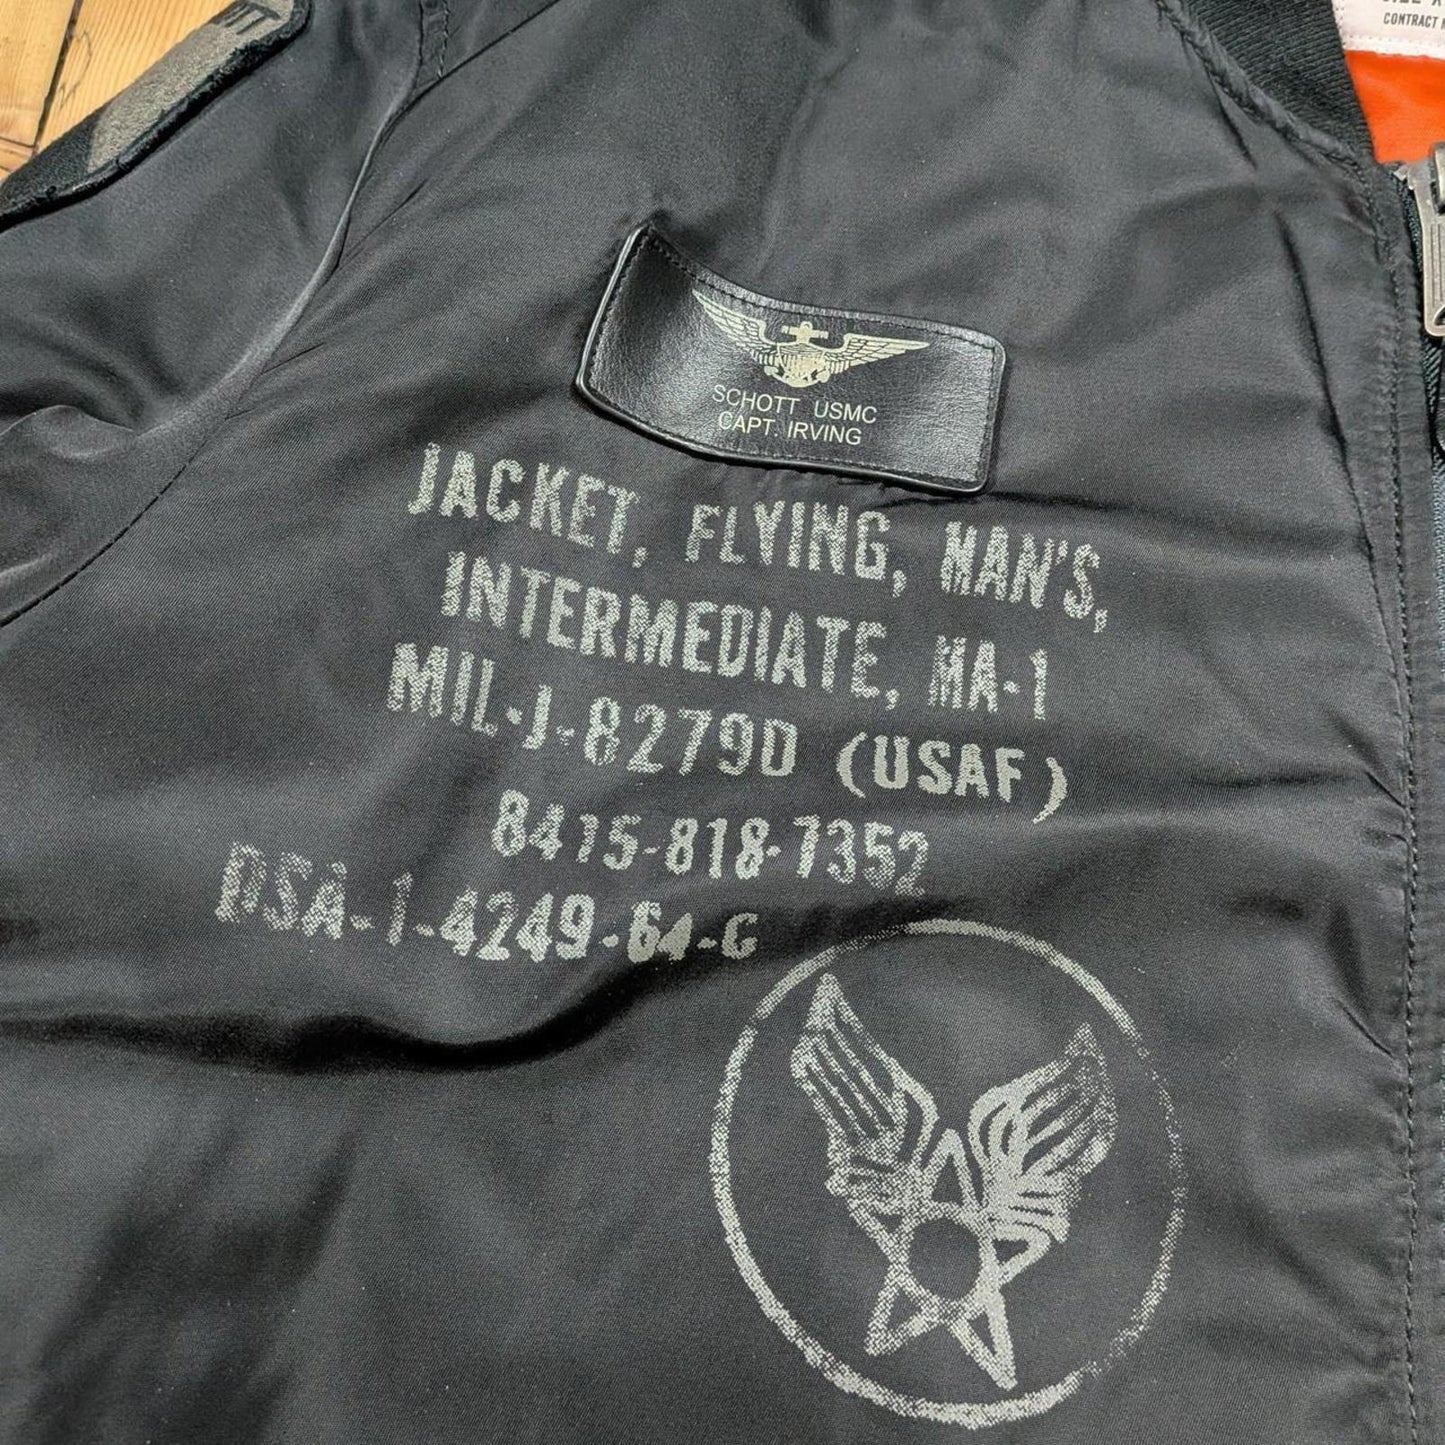 CONTRACT
SCHOTT USMC
CAPT. IRVING
JACKET, FLYING, MAN'S,
INTERMEDIATE, MA-1
MIL-J-8279D (USAF)
8415-818-7352
DSA-1-4249-64-C